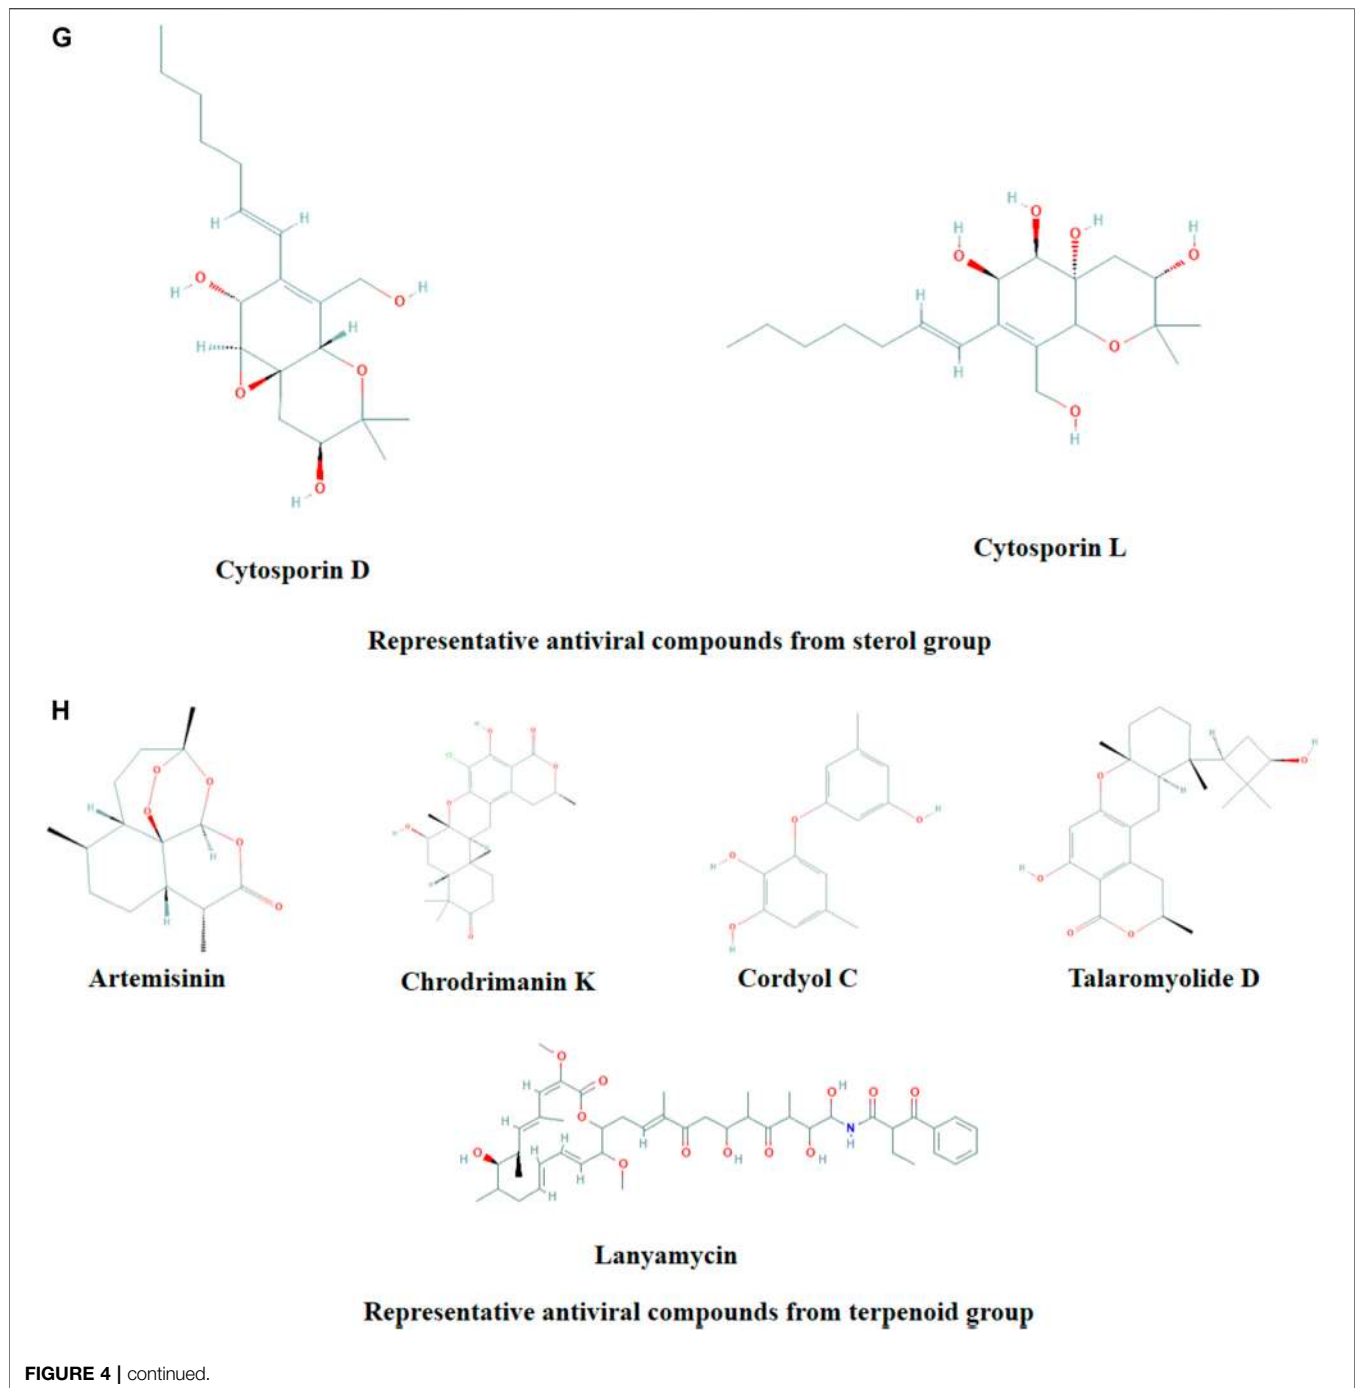 G
Cytosporin D
Cytosporin L
Representative antiviral compounds from sterol group
H
Artemisinin
Chrodrimanin K
Cordyol C
Talaromyolide D
Lanyamycin
Representative antiviral compounds from terpenoid group
FIGURE 4 | continued.